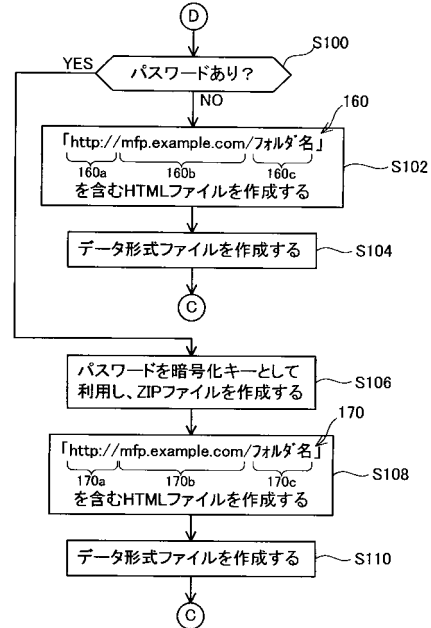 D
S100
YES
パスワードあり？
NO
160
「http://mfp.example.com/フォルダ名」
160a 160b 160c
を含むHTMLファイルを作成する
S102
データ形式ファイルを作成する
S104
C
パスワードを暗号化キーとして
利用し、ZIPファイルを作成する
S106
170
「http://mfp.example.com/フォルダ名」
170a 170b 170c
を含むHTMLファイルを作成する
S108
データ形式ファイルを作成する
S110
C